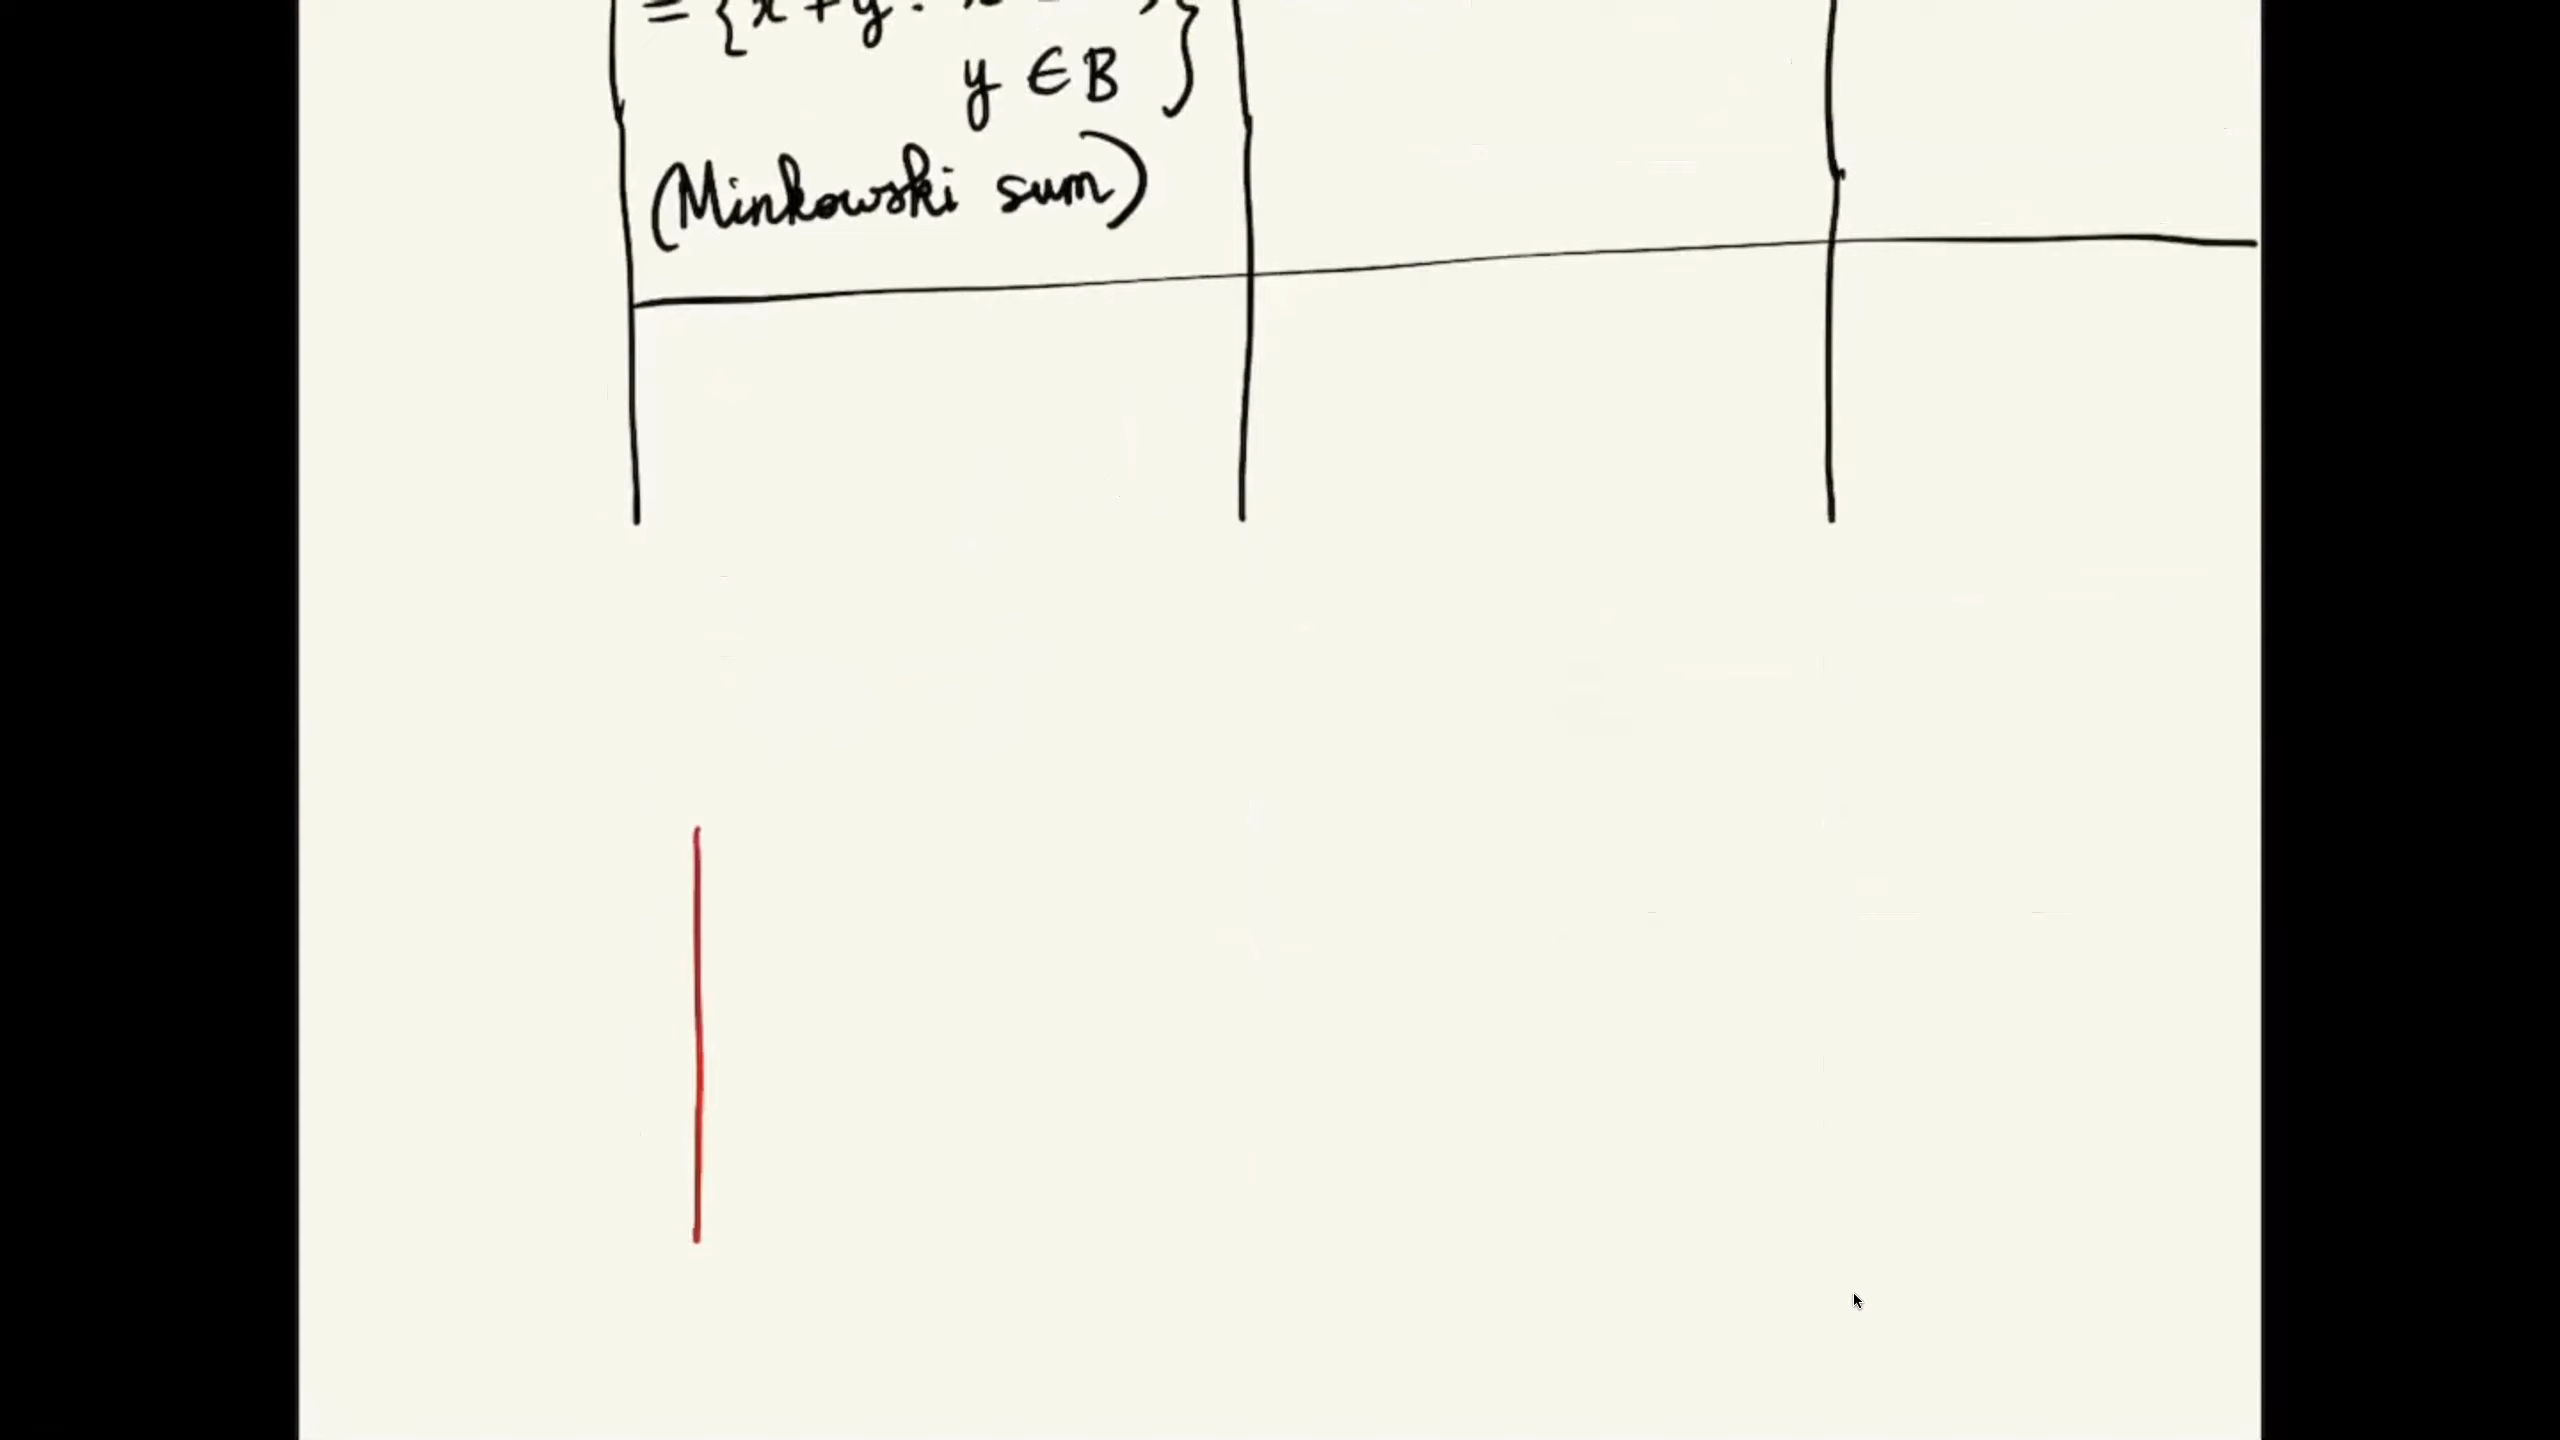 = {x+y : x
y ∈ B }
(Minkowski sum)